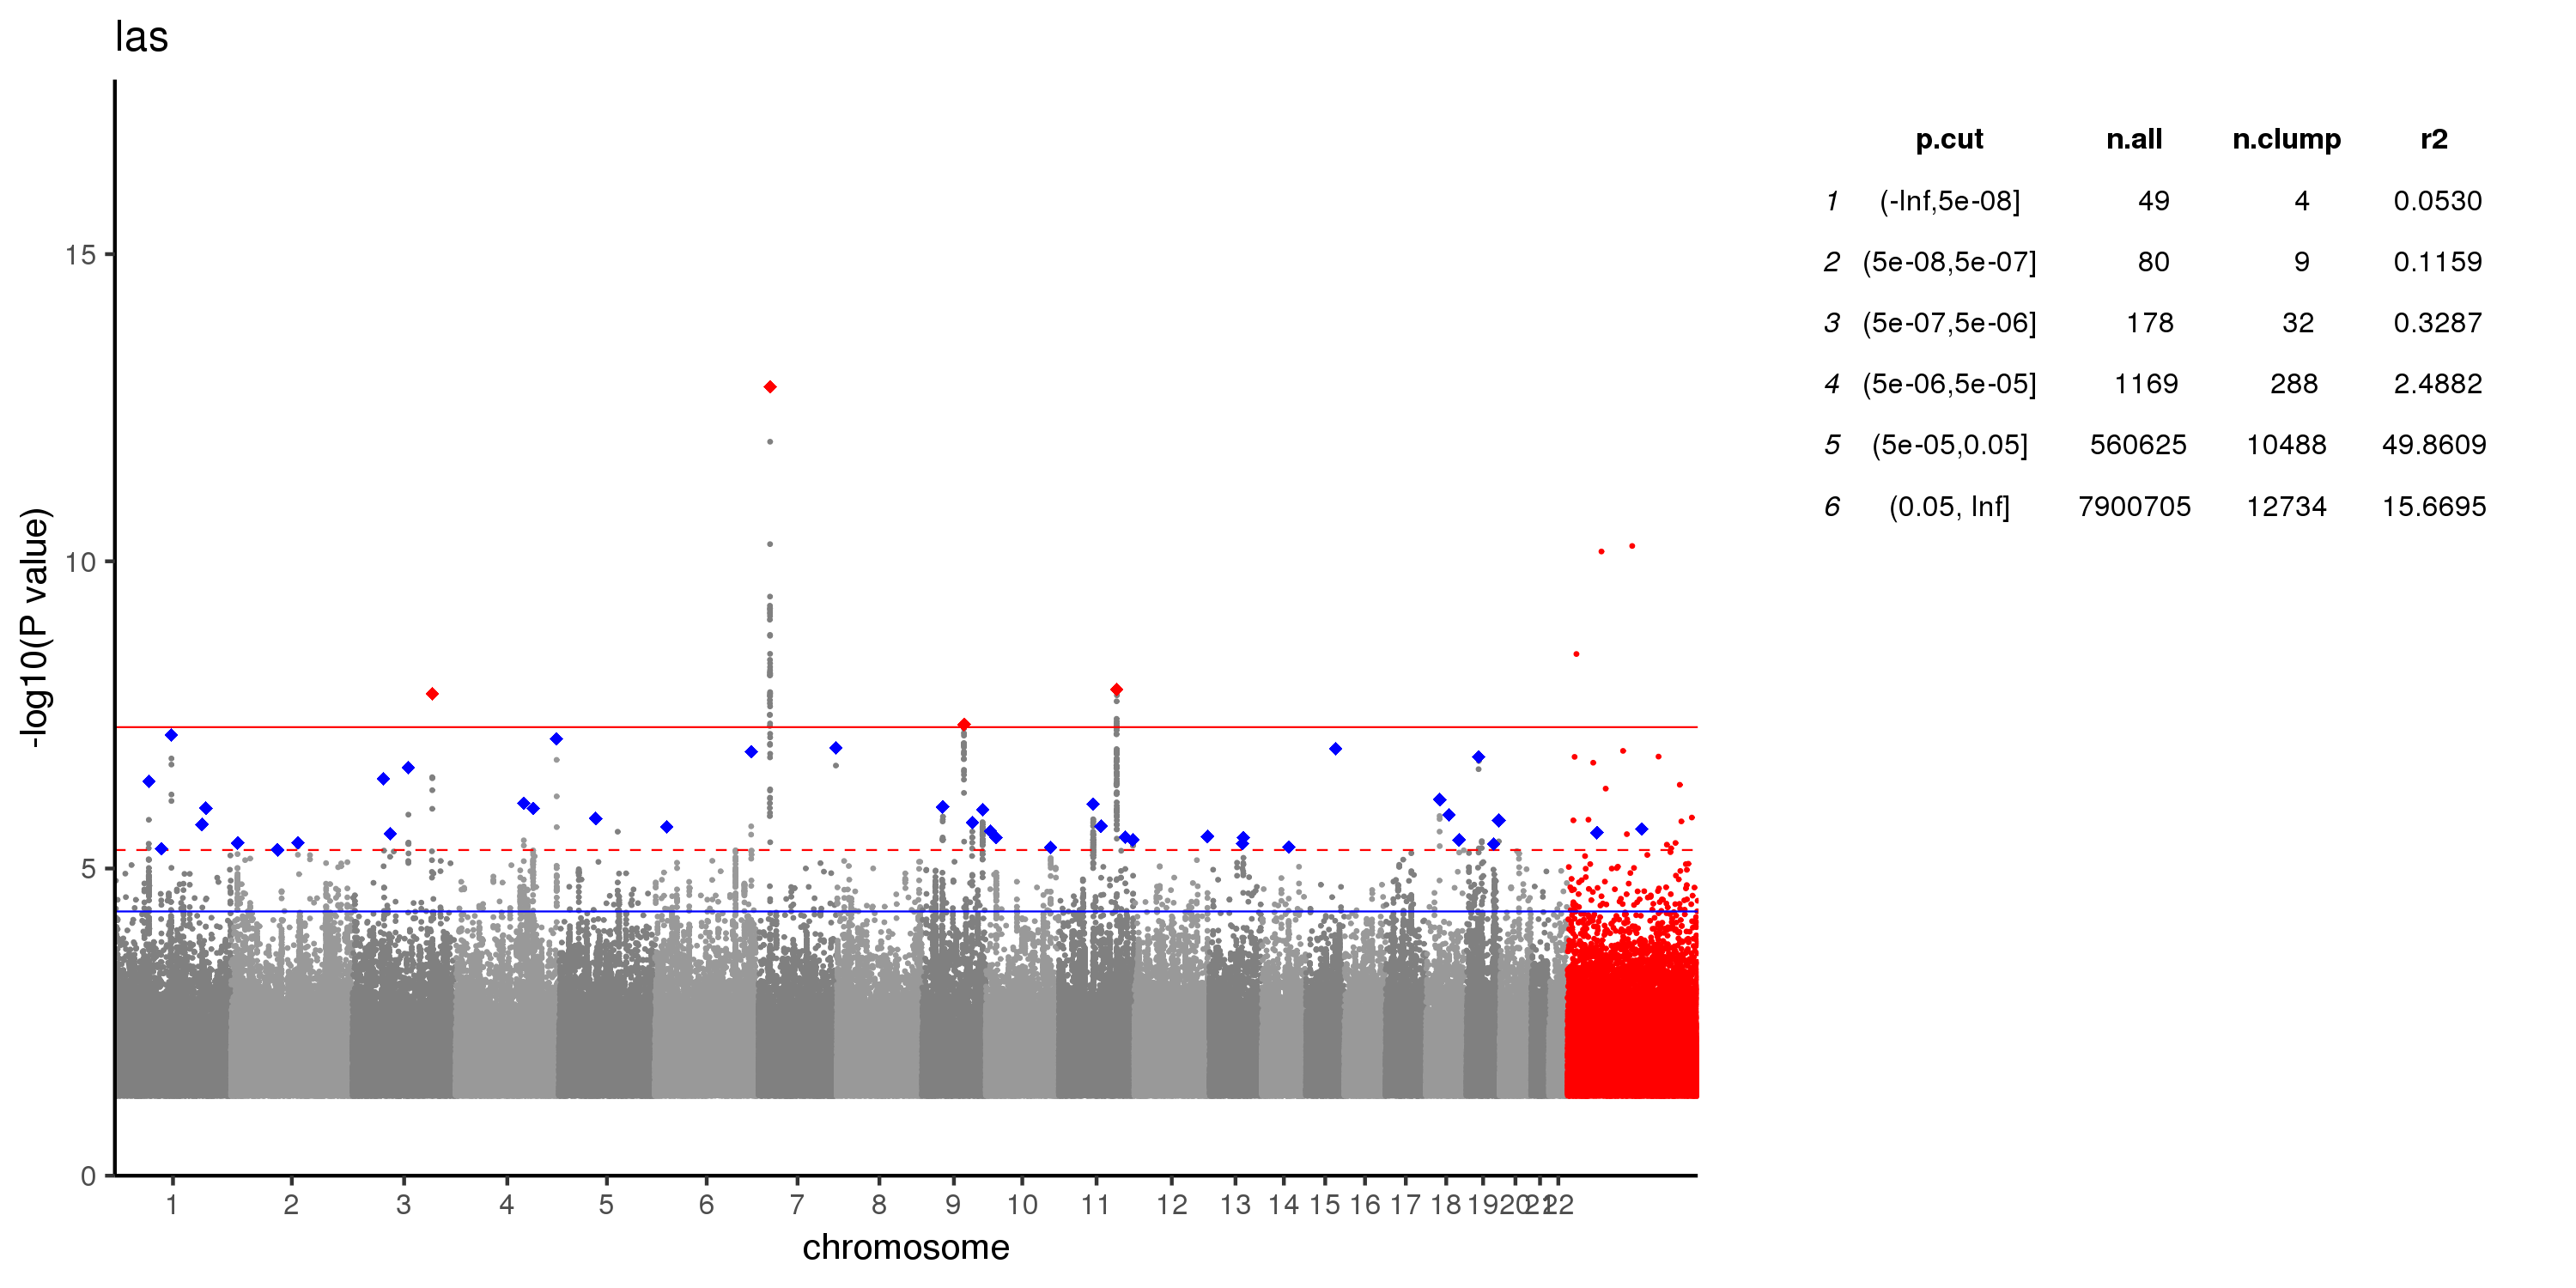 las
p.cut n.all n.clump r2
1 (-Inf,5e-08] 49 4 0.0530
2 (5e-08,5e-07] 80 9 0.1159
3 (5e-07,5e-06] 178 32 0.3287
4 (5e-06,5e-05] 1169 288 2.4882
5 (5e-05,0.05] 560625 10488 49.8609
6 (0.05, Inf] 7900705 12734 15.6695
-log10(P value)
15
10
5
0
1 2 3 4 5 6 7 8 9 10 11 12 13 14 15 16 17 18 19 20 21 22
chromosome